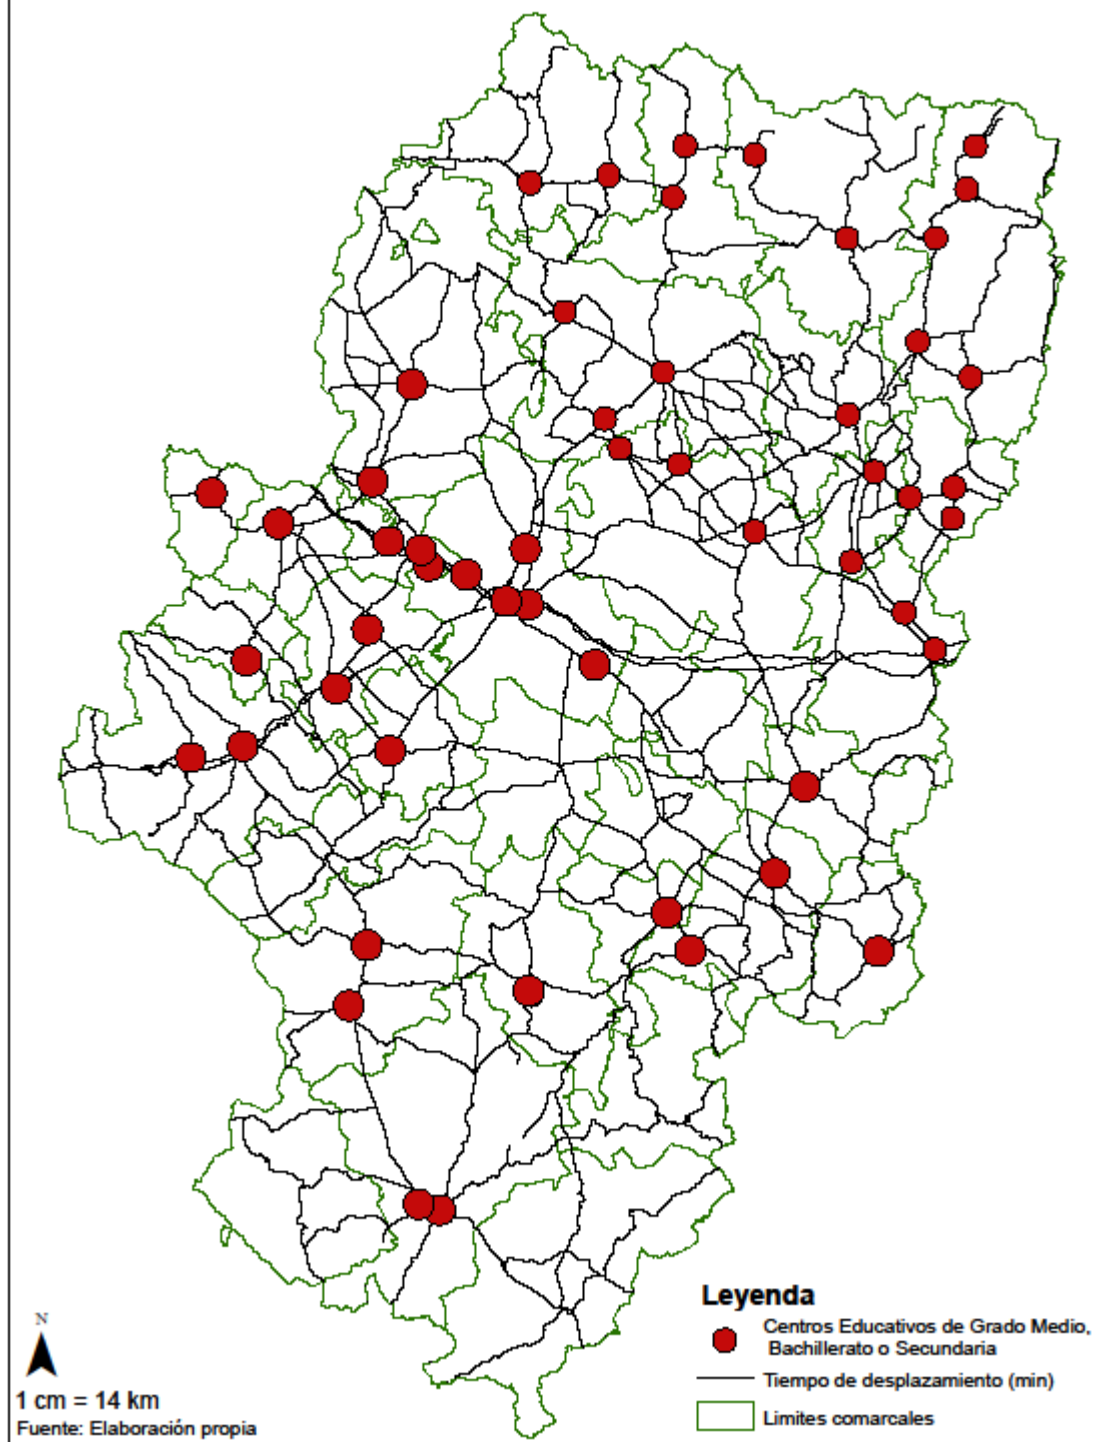 Leyenda
Centros Educativos de Grado Medio,
Bachillerato o Secundaria
Tiempo de desplazamiento (min)
Limites comarcales
N
1 cm = 14 km
Fuente: Elaboración propia